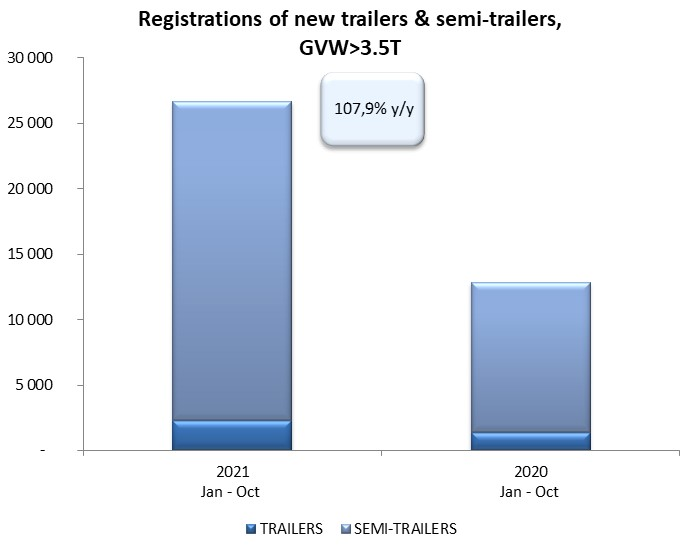 Registrations of new trailers & semi-trailers,
GVW>3.5T
30 000
107,9% y/y
25 000
20 000
15 000
10 000
5 000
-
2021
Jan - Oct
2020
Jan - Oct
TRAILERS
SEMI-TRAILERS